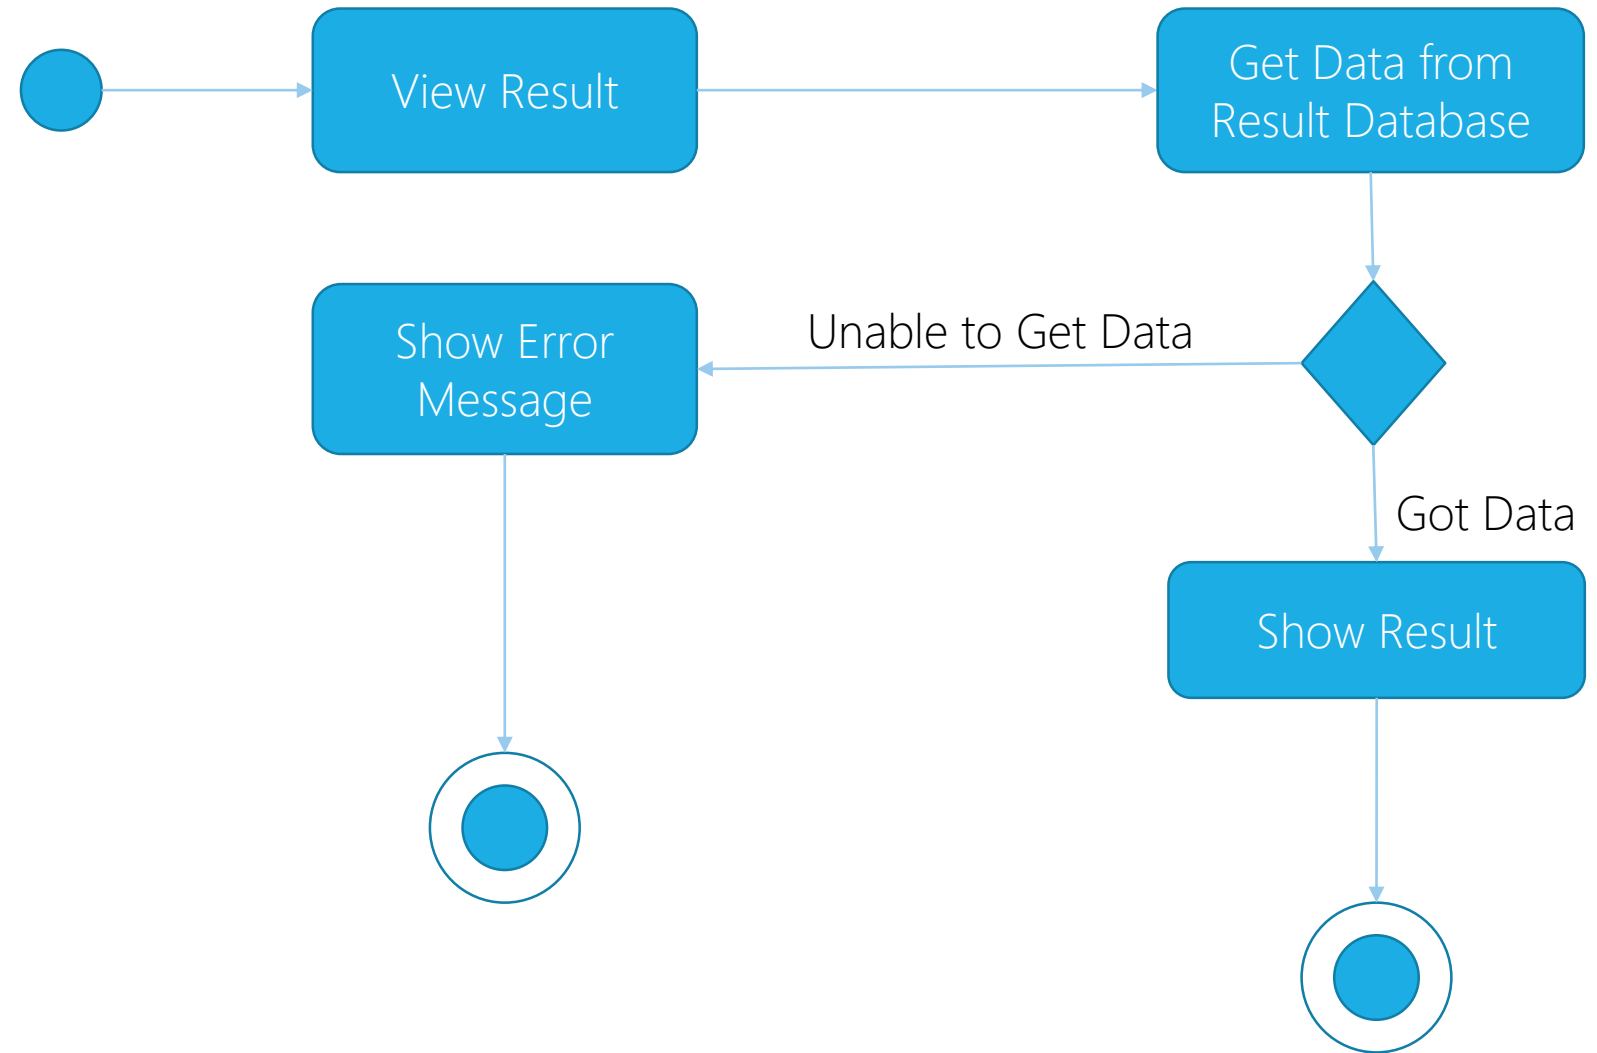 View Result
Get Data from
Result Database
Show Error
Message
Unable to Get Data
Got Data
Show Result